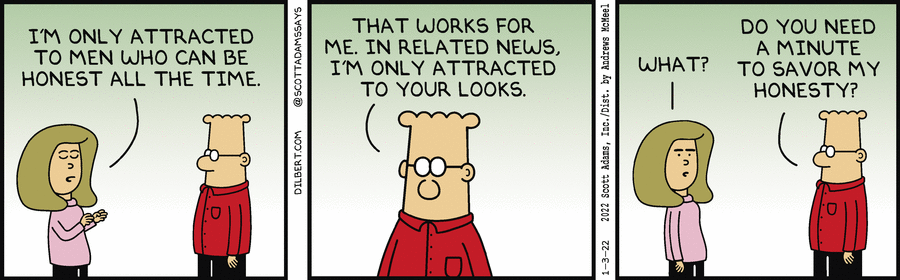 I'M ONLY ATTRACTED
TO MEN WHO CAN BE
HONEST ALL THE TIME.
DILBERT.COM @SCOTTADAMSSAYS
THAT WORKS FOR
ME. IN RELATED NEWS,
I'M ONLY ATTRACTED
TO YOUR LOOKS.
1-3-22 2022 Scott Adams, Inc./Dist. by Andrews McMeel
WHAT?
DO YOU NEED
A MINUTE
TO SAVOR MY
HONESTY?